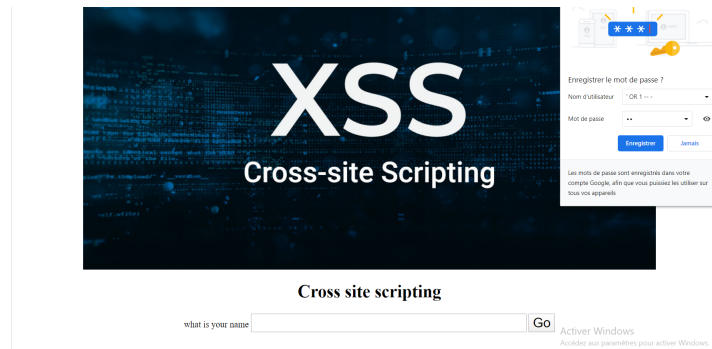 XSS
Cross-site Scripting
***
Enregistrer le mot de passe ?
Nom d'utilisateur ' OR 1 -- -
Mot de passe ••
Enregistrer Jamais
Les mots de passe sont enregistrés dans votre
compte Google, afin que vous puissiez les utiliser sur
tous vos appareils
Cross site scripting
what is your name Go
Activer Windows
Accédez aux paramètres pour activer Windows.